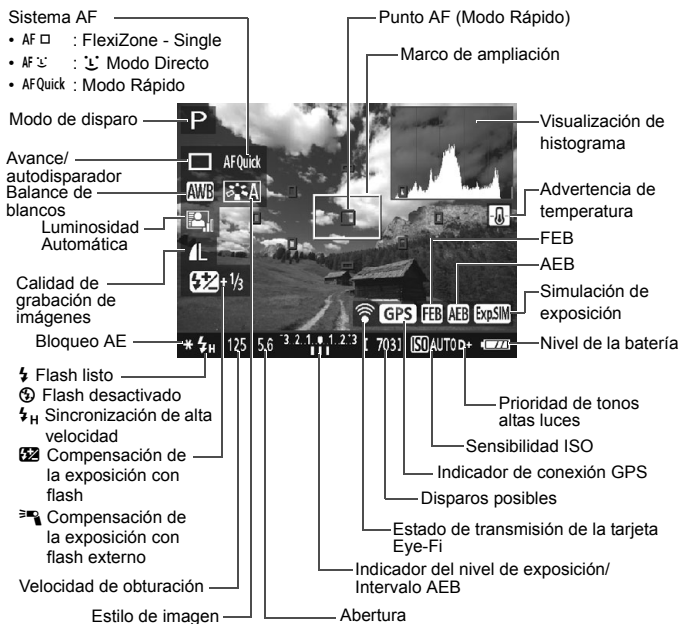 Sistema AF
• AF □ : FlexiZone - Single
• AF : Modo Directo
• AFQuick : Modo Rápido
Modo de disparo
Avance/
autodisparador
Balance de
blancos
Luminosidad
Automática
Calidad de
grabación de
imágenes
Bloqueo AE
Flash listo
Flash desactivado
H Sincronización de alta
velocidad
Compensación de
la exposición con
flash
Compensación de
la exposición con
flash externo
Velocidad de obturación
Estilo de imagen
Punto AF (Modo Rápido)
Marco de ampliación
Visualización de
histograma
Advertencia de
temperatura
FEB
AEB
Simulación de
exposición
Nivel de la batería
Prioridad de tonos
altas luces
Sensibilidad ISO
Indicador de conexión GPS
Disparos posibles
Estado de transmisión de la tarjeta
Eye-Fi
Indicador del nivel de exposición/
Intervalo AEB
Abertura
P
AFQuick
AWB A
L
+1/3
GPS FEB AEB Exp.SIM
* H 125 5.6 -3..2..1..0..1..2.:3 [ 703] ISO AUTO D+